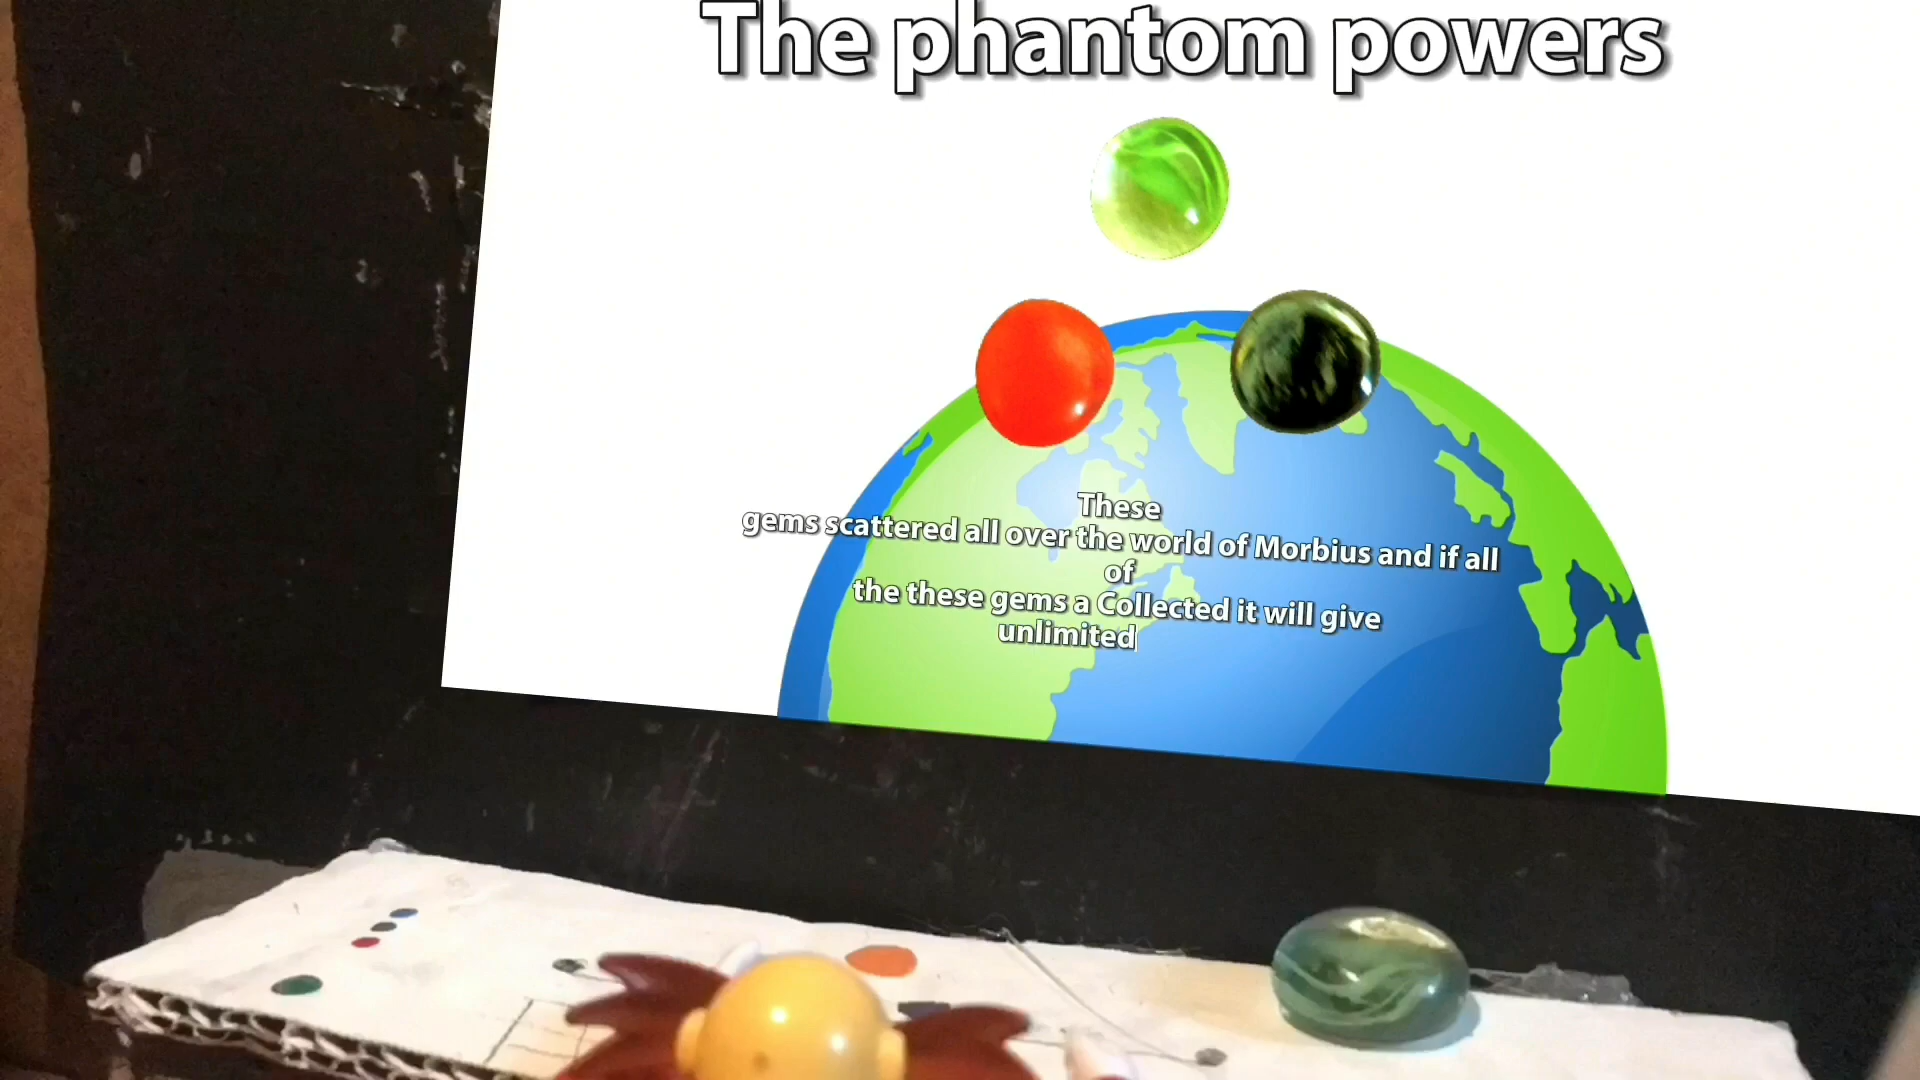 The phantom powers
These
gems scattered all over the world of Morbius and if all
of
the these gems a Collected it will give
unlimited